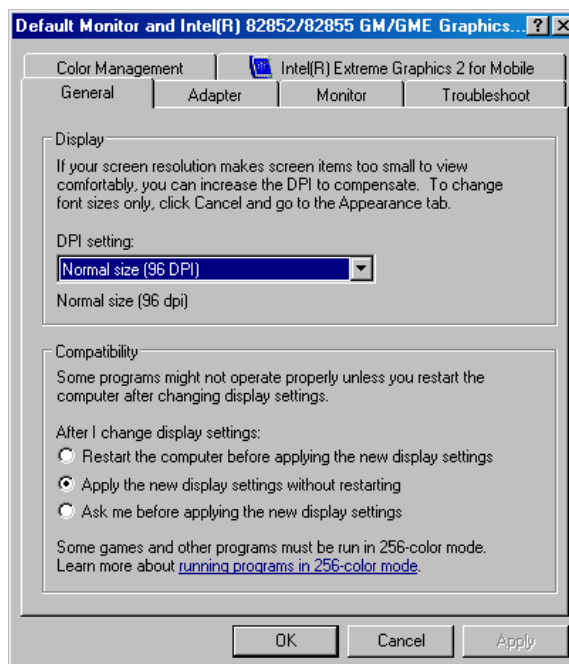 Default Monitor and Intel(R) 82852/82855 GM/GME Graphics...
Color Management
Intel(R) Extreme Graphics 2 for Mobile
General
Adapter
Monitor
Troubleshoot
Display
If your screen resolution makes screen items too small to view
comfortably, you can increase the DPI to compensate. To change
font sizes only, click Cancel and go to the Appearance tab.
DPI setting:
Normal size (96 DPI)
Normal size (96 dpi)
Compatibility
Some programs might not operate properly unless you restart the
computer after changing display settings.
After I change display settings:
Restart the computer before applying the new display settings
Apply the new display settings without restarting
Ask me before applying the new display settings
Some games and other programs must be run in 256-color mode.
Learn more about running programs in 256-color mode.
OK
Cancel
Apply